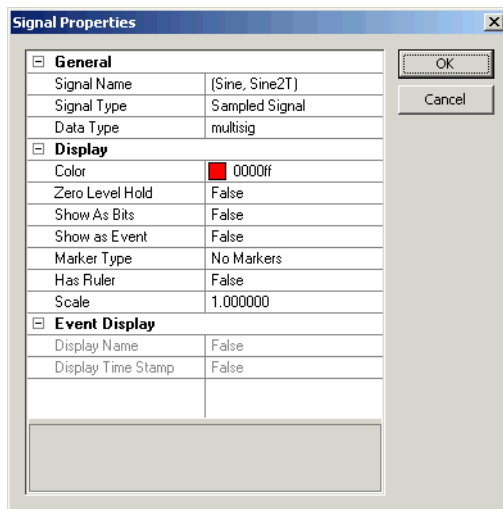 Signal Properties
General
Signal Name (Sine, Sine2T)
Signal Type Sampled Signal
Data Type multisig
Display
Color 0000ff
Zero Level Hold False
Show As Bits False
Show as Event False
Marker Type No Markers
Has Ruler False
Scale 1.000000
Event Display
Display Name False
Display Time Stamp False
OK
Cancel